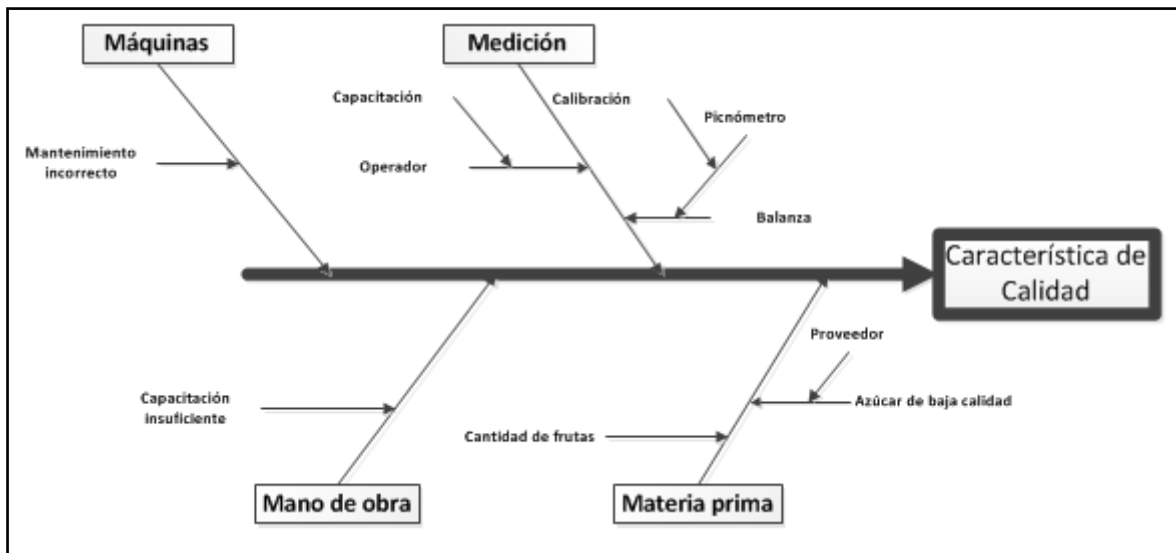 Máquinas
Medición
Capacitación
Calibración
Picnómetro
Mantenimiento
incorrecto
Operador
Balanza
Característica de
Calidad
Proveedor
Capacitación
insuficiente
Azúcar de baja calidad
Cantidad de frutas
Mano de obra
Materia prima